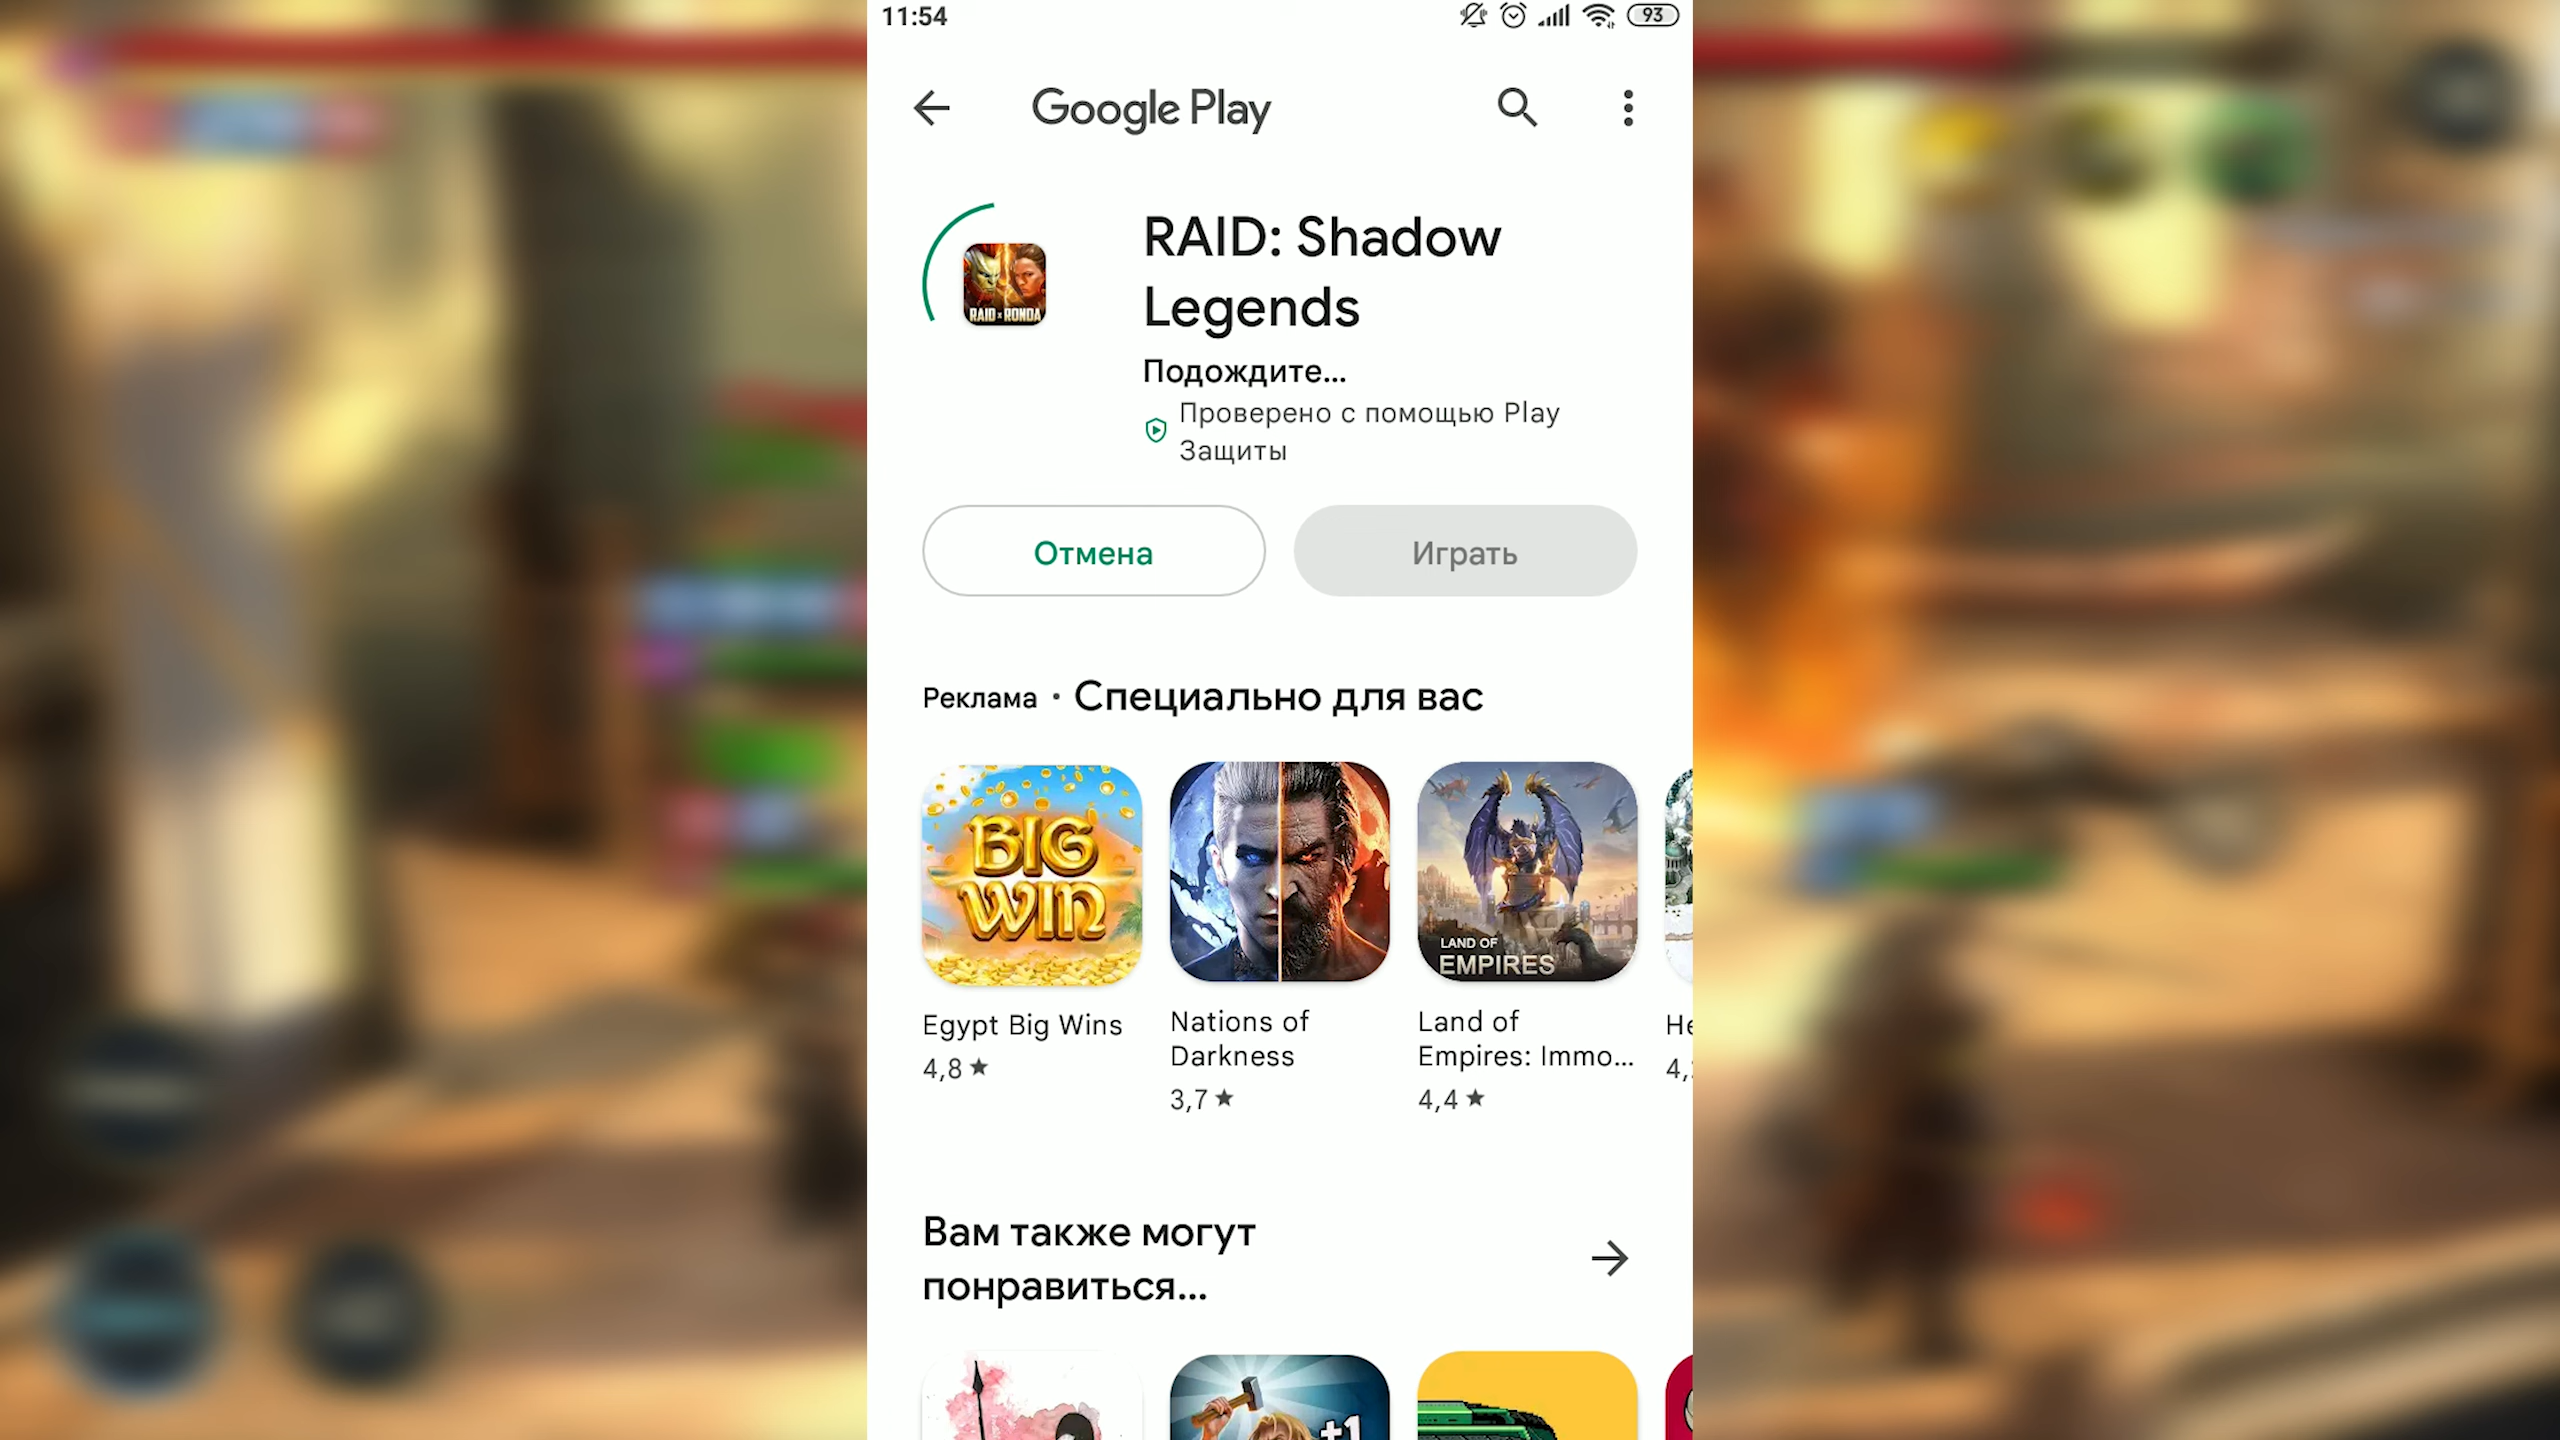 11:54
93
Google Play
RAID: Shadow
Legends
RAID x RONDA
Подождите...
Проверено с помощью Play
Защиты
Отмена
Играть
Реклама • Специально для вас
BIG
WIN
LAND OF
EMPIRES
Egypt Big Wins
Nations of
Darkness
Land of
Empires: Immo...
He
4,8 ★
3,7 ★
4,4 ★
4,
Вам также могут
понравиться...
+1